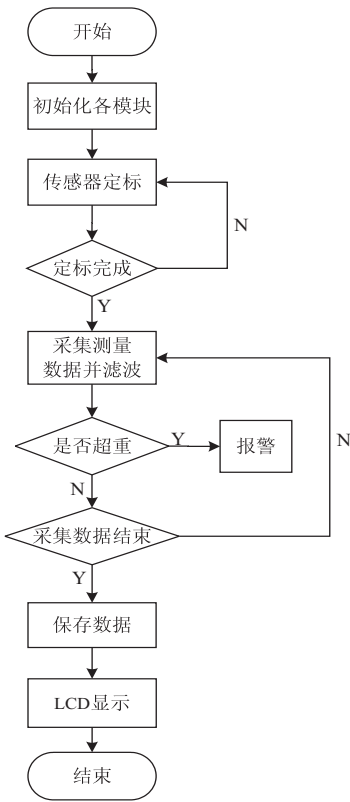 开始
初始化各模块
传感器定标
N
定标完成
Y
采集测量
数据并滤波
是否超重
Y
报警
N
N
采集数据结束
Y
保存数据
LCD显示
结束